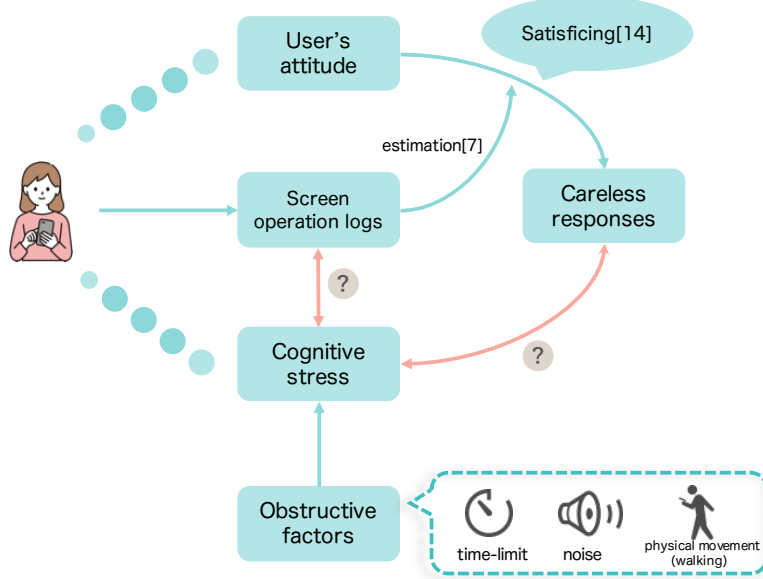 User's
attitude
Satisficing[14]
estimation[7]
Screen
operation logs
Careless
responses
?
Cognitive
stress
?
Obstructive
factors
time-limit
noise
physical movement
(walking)